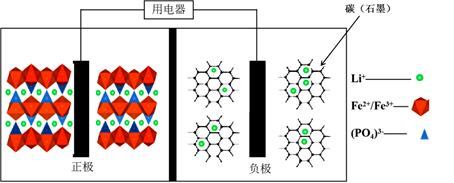 用电器
碳（石墨）
Li⁺
Fe²⁺/Fe³⁺
(PO₄)³⁻
正极
负极